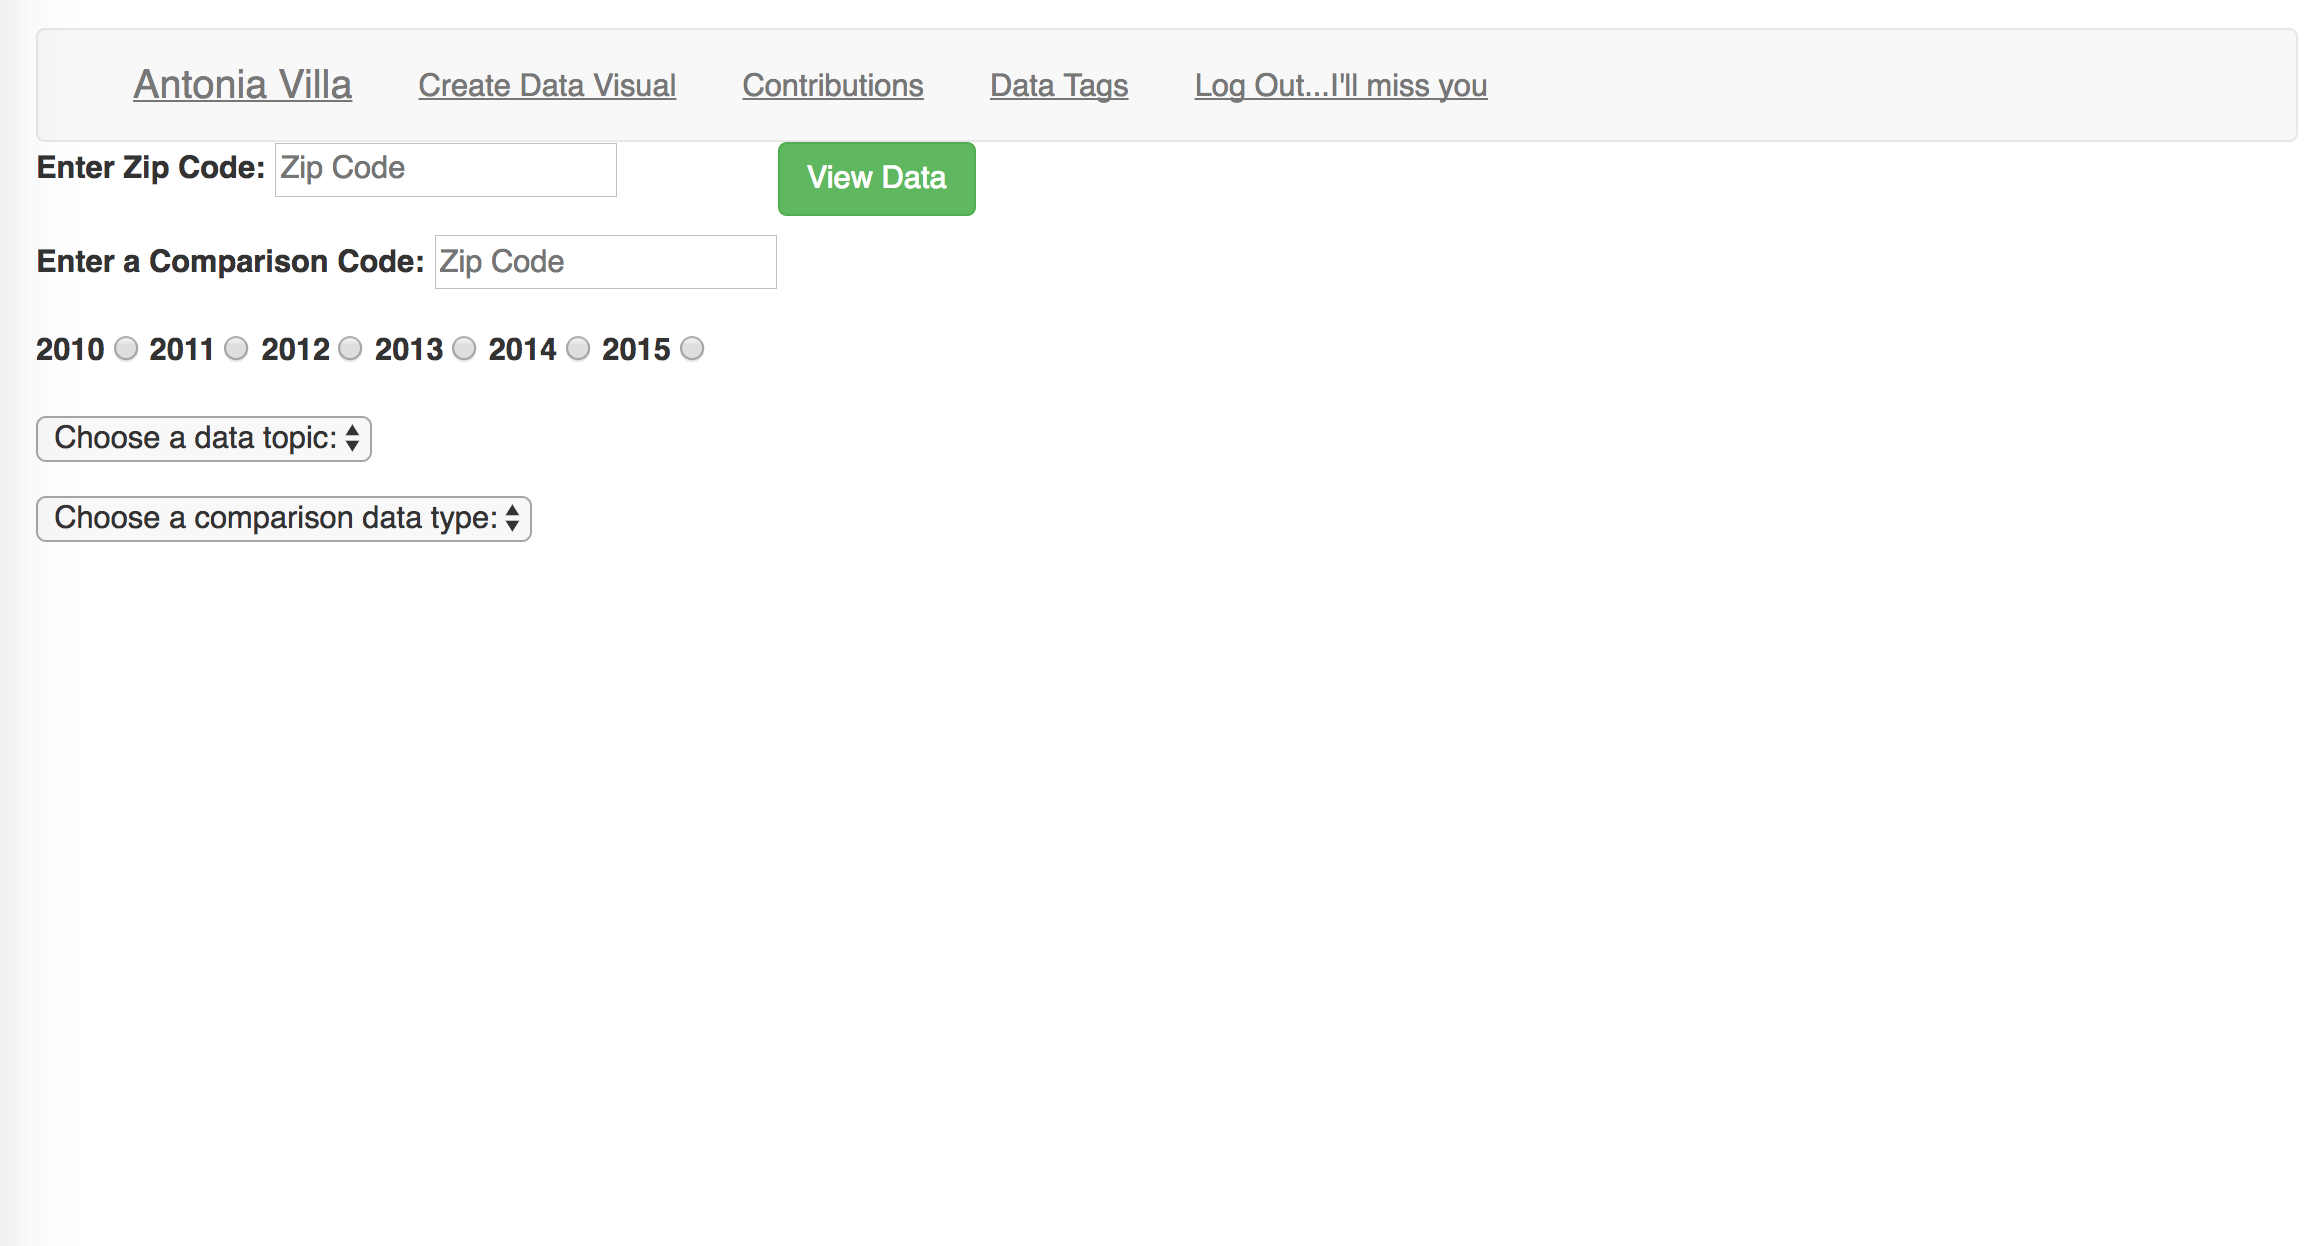 Antonia Villa Create Data Visual Contributions Data Tags Log Out...I'll miss you
Enter Zip Code: Zip Code View Data
Enter a Comparison Code: Zip Code
2010 2011 2012 2013 2014 2015
Choose a data topic:
Choose a comparison data type: